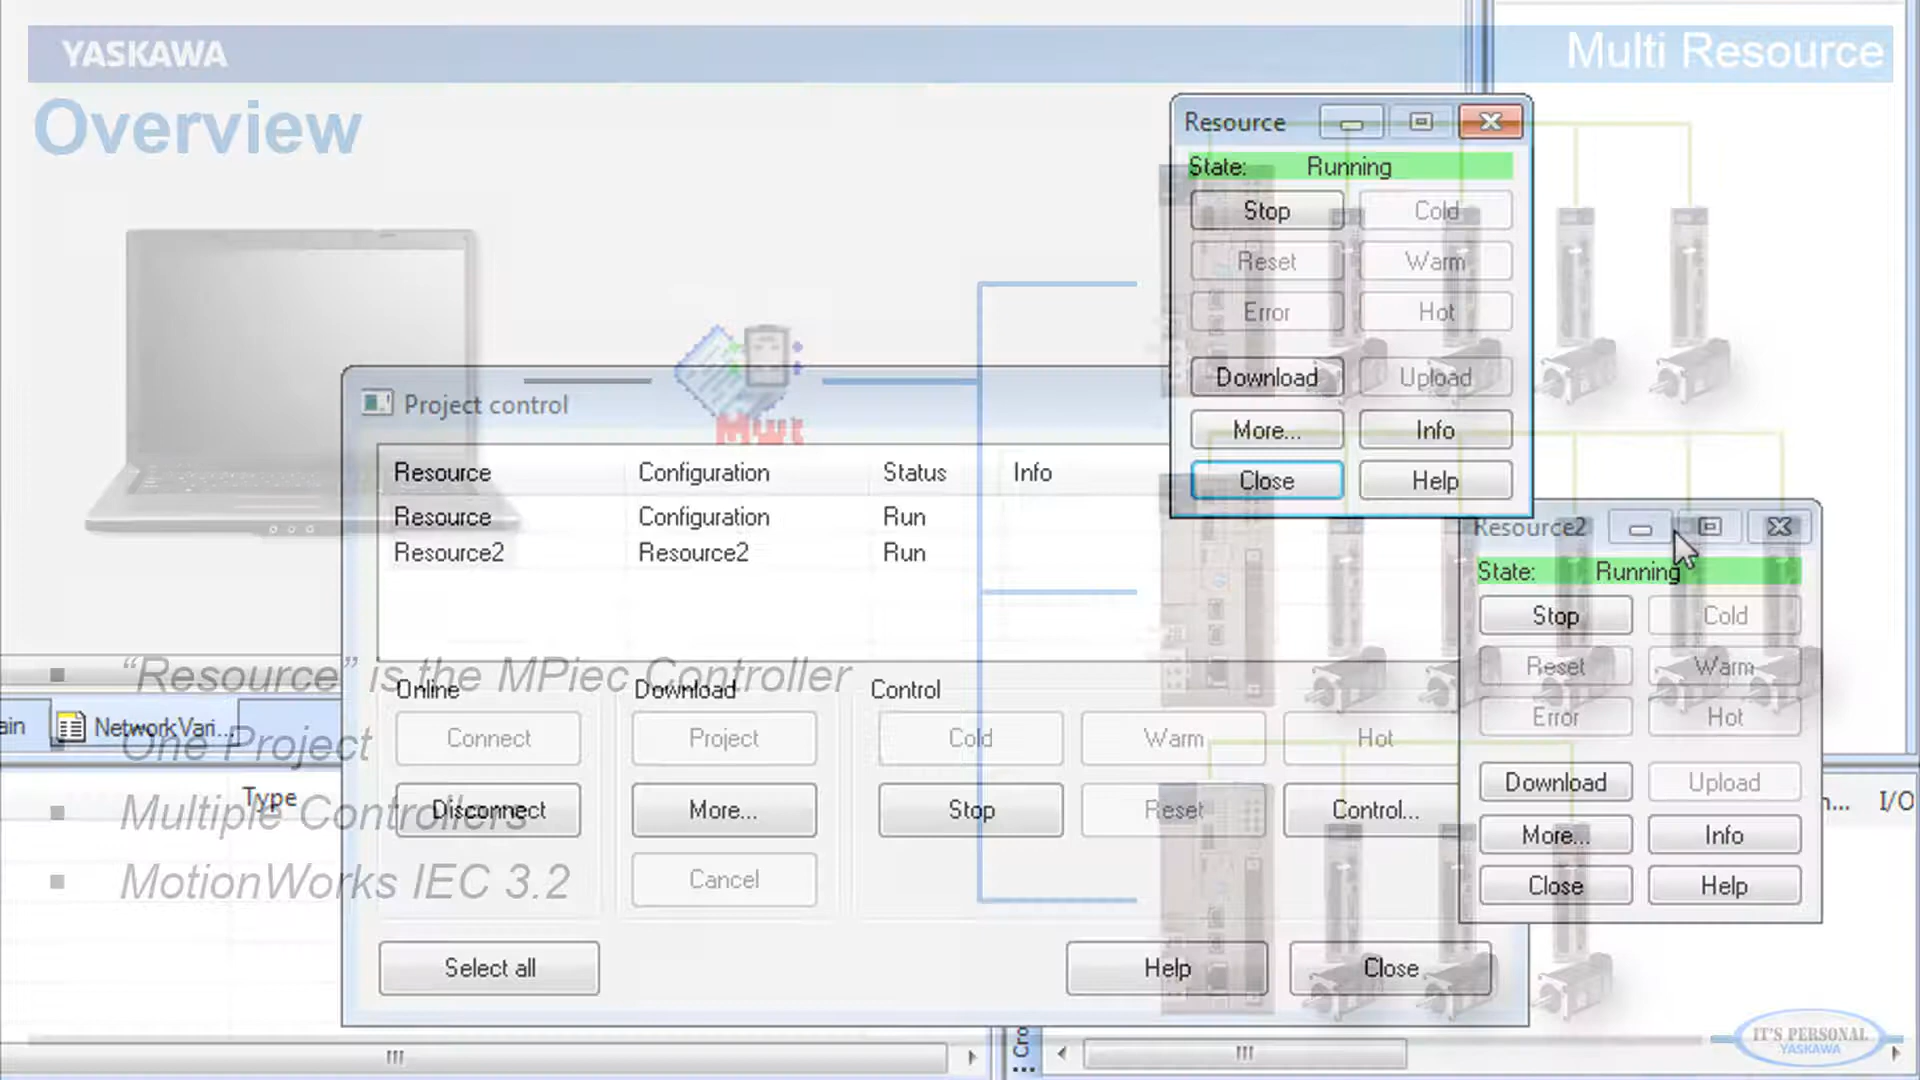 YASKAWA
Multi Resource
Overview
Resource
State: Running
Stop Cold
Reset Warm
Error Hot
Download Upload
More... Info
Close Help
Mwt
Project control
Resource Configuration Status Info
Resource Configuration Run
Resource2 Resource2 Run
Resource2
State: Running
Stop Cold
Reset Warm
Error Hot
Download Upload
More... Info
Close Help
“Resource” is the MPiec Controller
One Project
Multiple Controllers
MotionWorks IEC 3.2
Online Download Control
Connect Project Cold Warm Hot
Disconnect More... Stop Reset Control...
Cancel
Select all Help Close
ain NetworkVari...
Type
I/O
Cro...
IT'S PERSONAL
YASKAWA